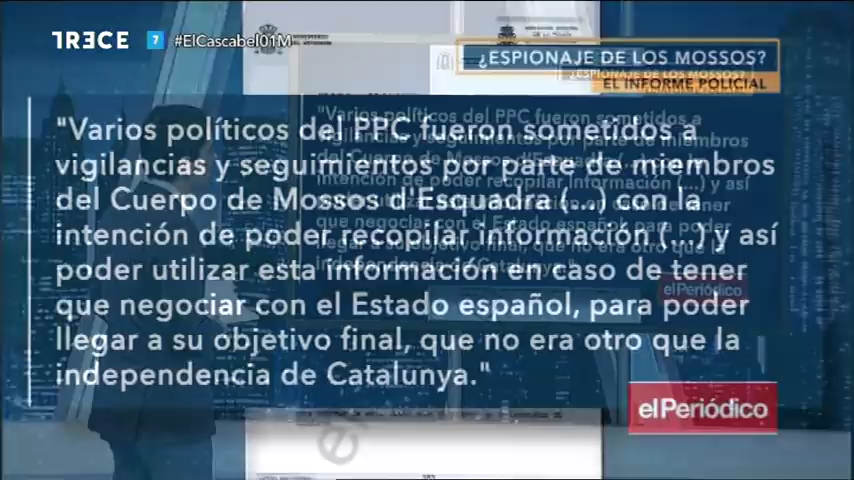 TRECE 7 #ElCascabel01M
¿ESPIONAJE DE LOS MOSSOS?
EL INFORME POLICIAL
"Varios políticos del PPC fueron sometidos a
vigilancias y seguimientos por parte de miembros
del Cuerpo de Mossos d'Esquadra (...) con la
intención de poder recopilar información (...) y así
poder utilizar esta información en caso de tener
que negociar con el Estado español, para poder
llegar a su objetivo final, que no era otro que la
independencia de Catalunya."
elPeriódico
elPeriódico